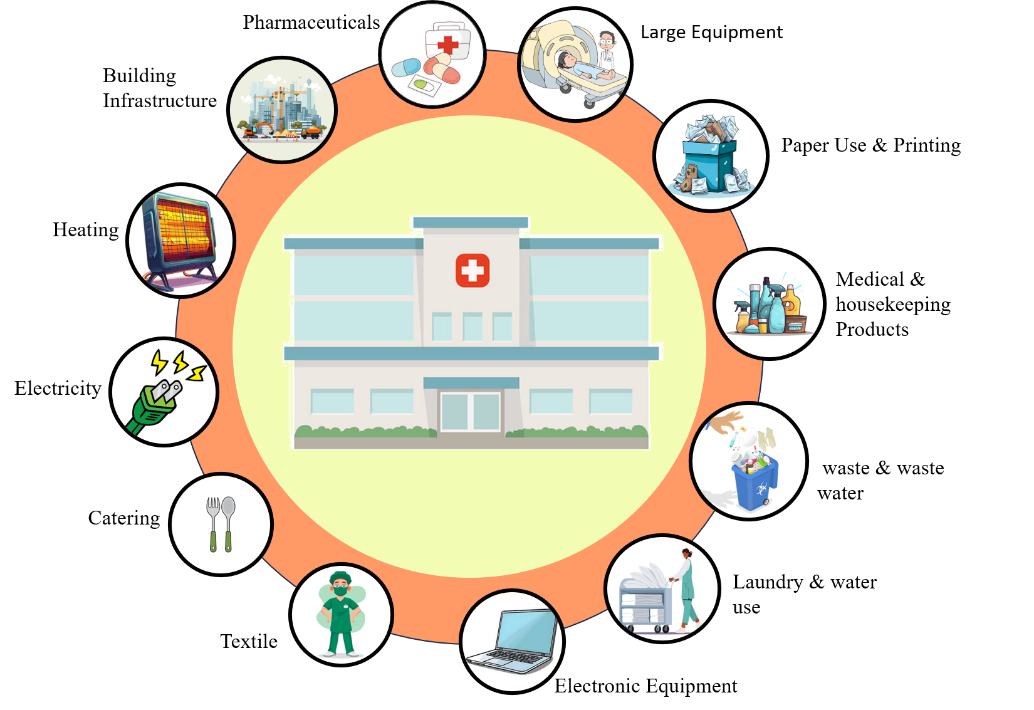 Pharmaceuticals
Large Equipment
Building
Infrastructure
Paper Use & Printing
Heating
Medical &
housekeeping
Products
Electricity
waste & waste
water
Catering
Laundry & water
use
Textile
Electronic Equipment